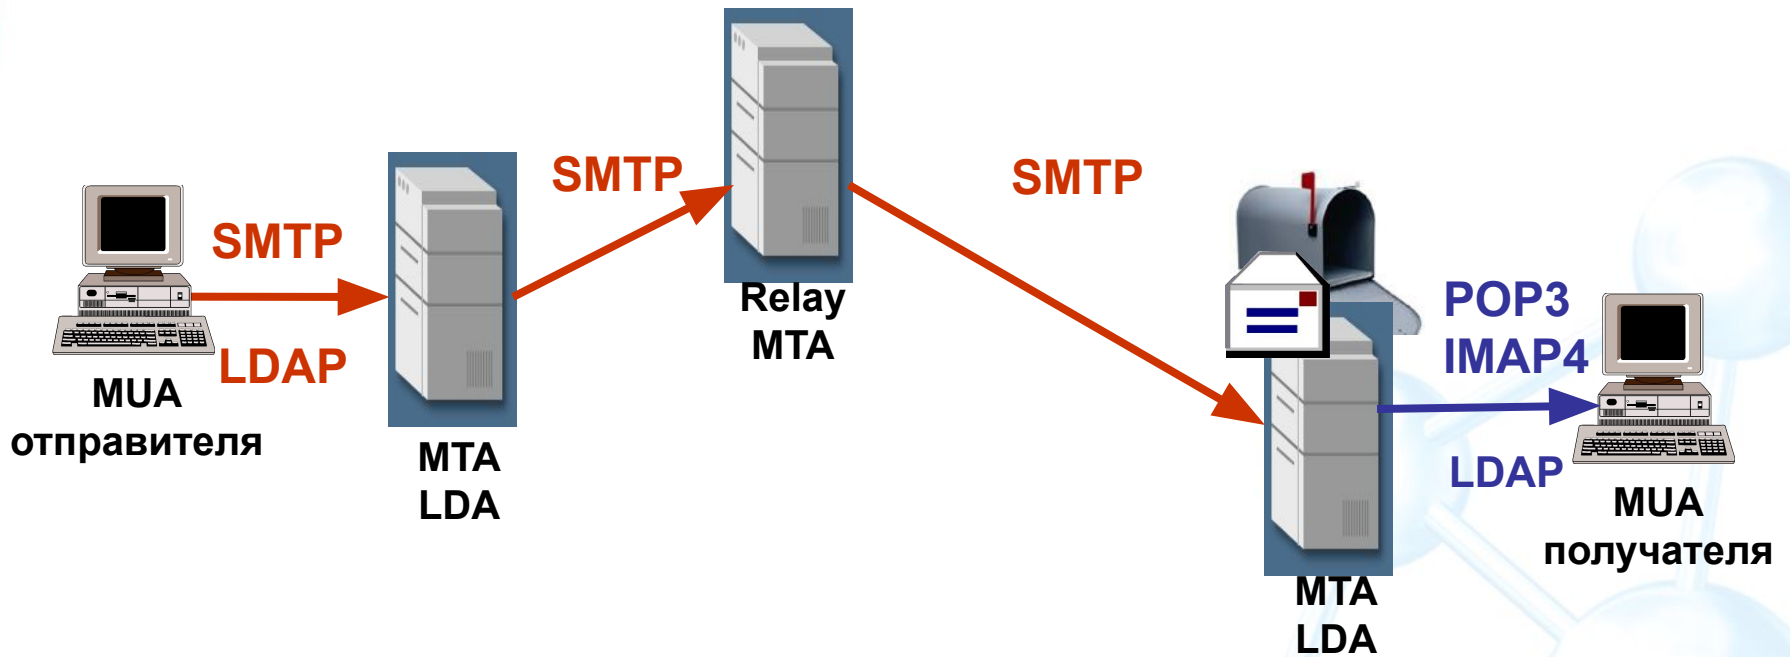 SMTP
LDAP
MUA
отправителя
MTA
LDA
SMTP
Relay
MTA
SMTP
MTA
LDA
POP3
IMAP4
LDAP
MUA
получателя